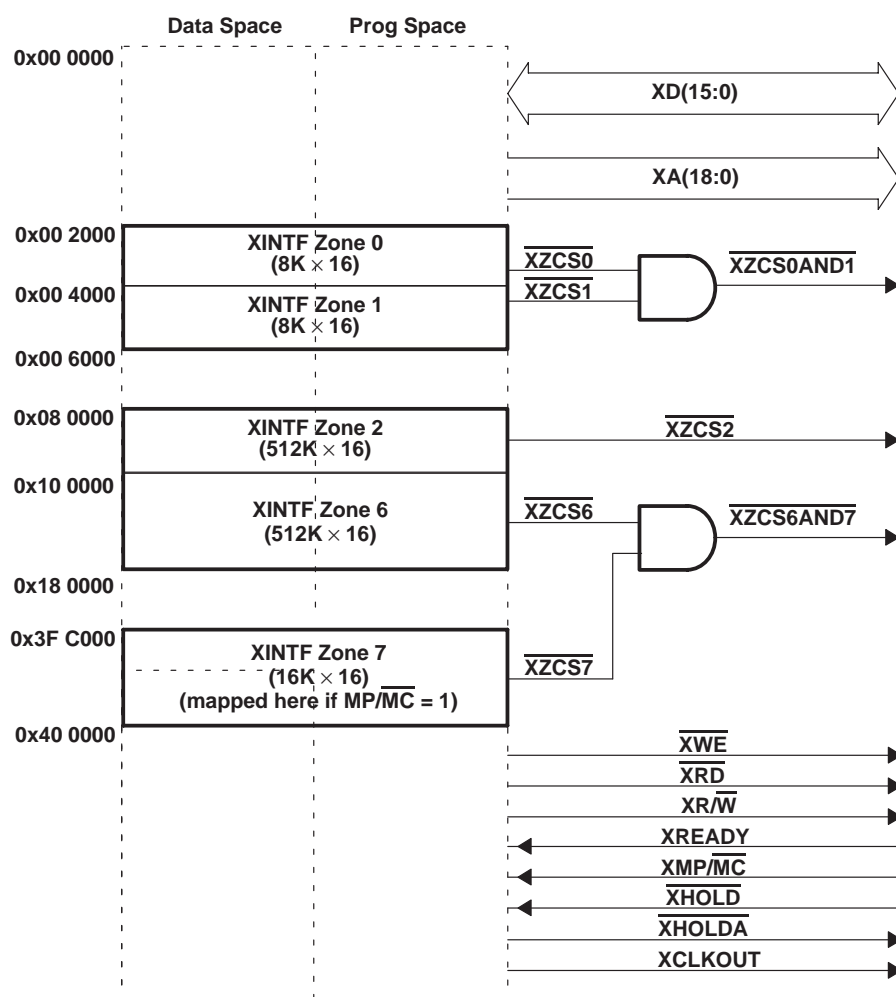 Data Space Prog Space
0x00 0000
XD(15:0)
XA(18:0)
0x00 2000
XINTF Zone 0
(8K × 16)
XZCS0
XZCS0AND1
0x00 4000
XZCS1
XINTF Zone 1
(8K × 16)
0x00 6000
0x08 0000
XINTF Zone 2
(512K × 16)
XZCS2
0x10 0000
XINTF Zone 6
(512K × 16)
XZCS6
XZCS6AND7
0x18 0000
0x3F C000
XINTF Zone 7
(16K × 16)
(mapped here if MP/MC = 1)
XZCS7
0x40 0000
XWE
XRD
XR/W
XREADY
XMP/MC
XHOLD
XHOLDA
XCLKOUT